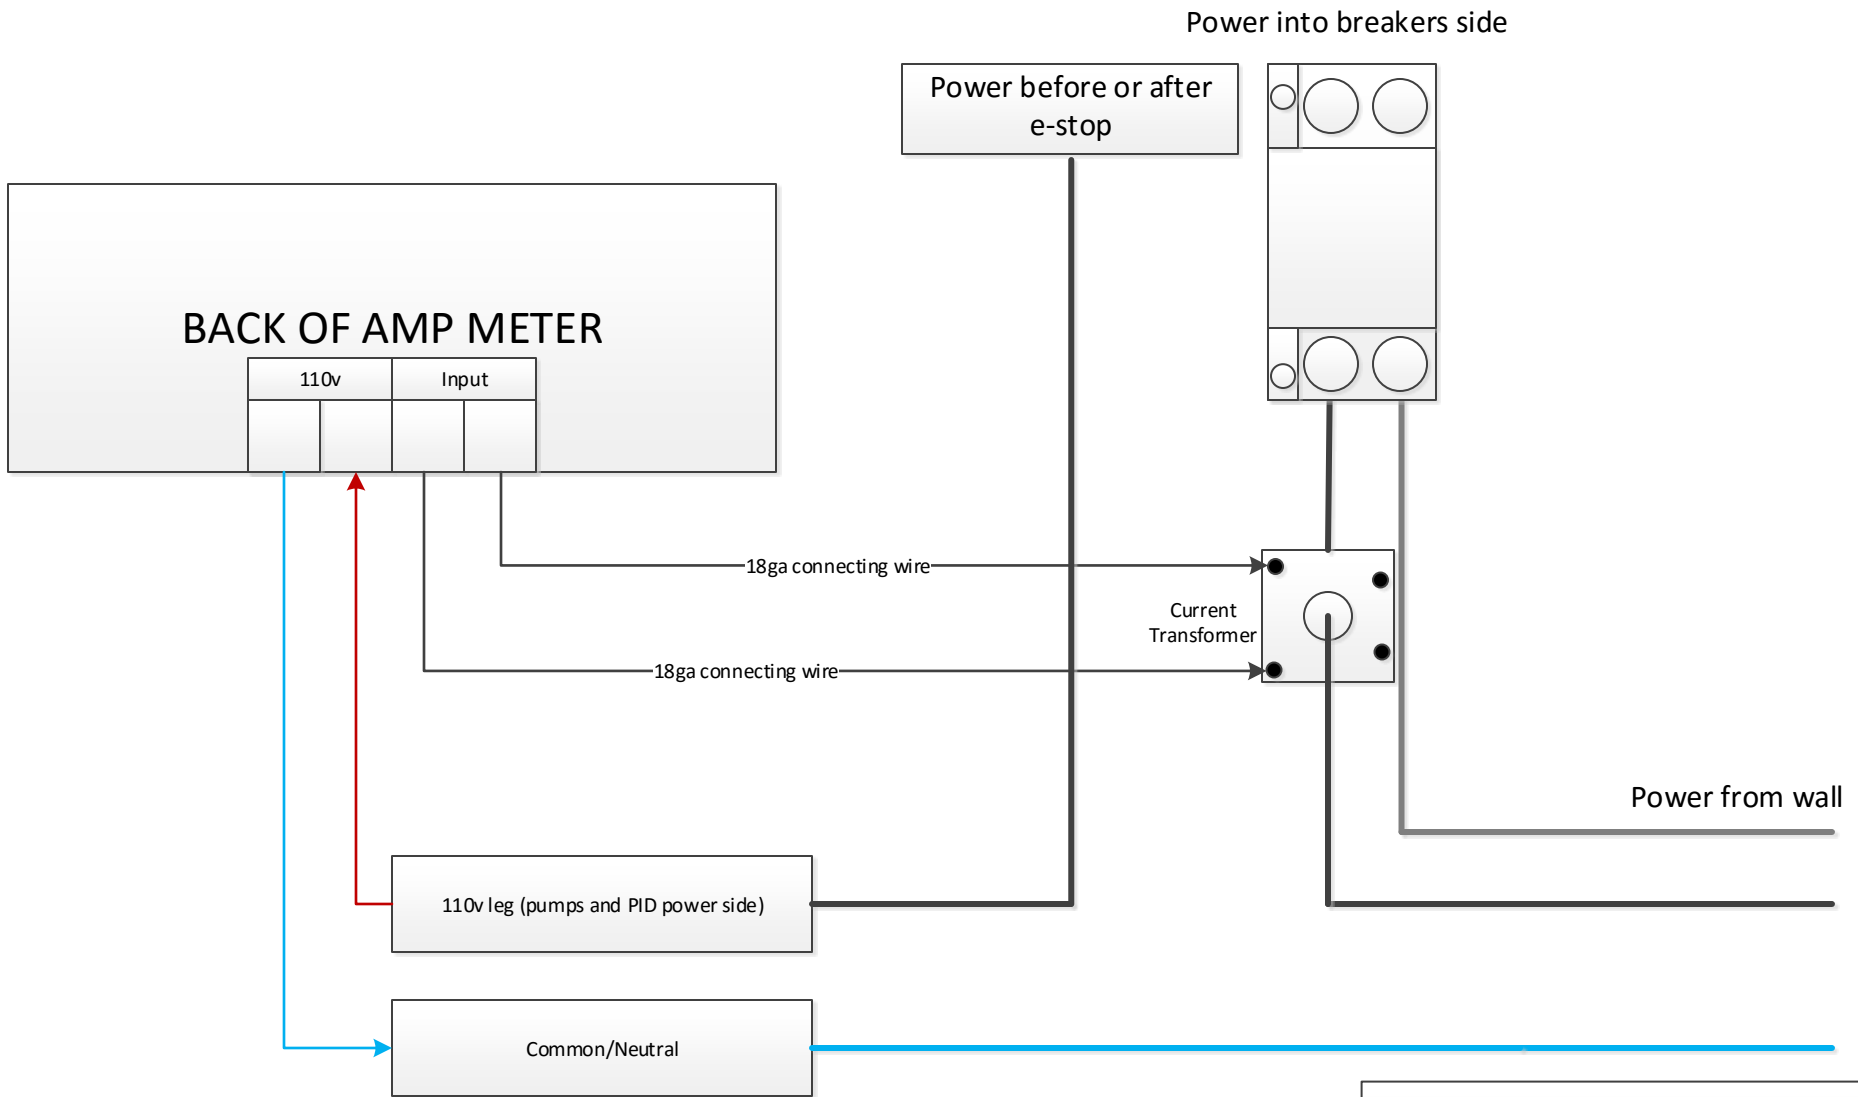 Power into breakers side
Power before or after
e-stop
BACK OF AMP METER
110v
Input
18ga connecting wire
Current
Transformer
18ga connecting wire
Power from wall
110v leg (pumps and PID power side)
Common/Neutral